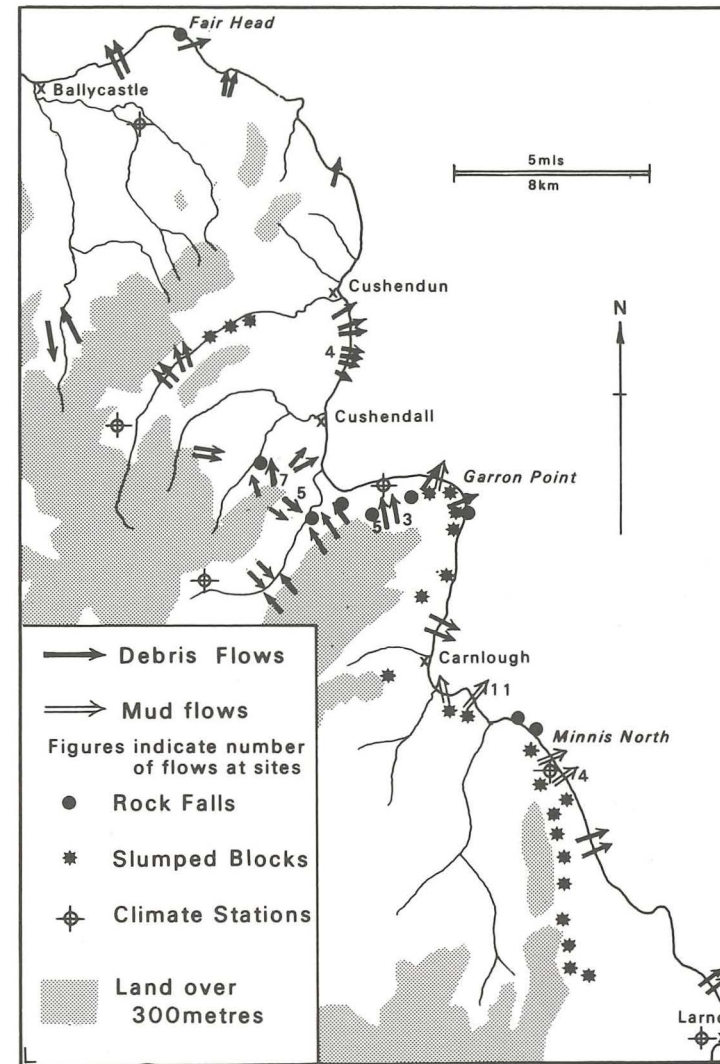 Fair Head
Ballycastle
5mls
8km
Cushendun
N
4
Cushendall
Garron Point
7
5
5
3
Carnlough
11
Minnis North
4
Larne
Debris Flows
Mud flows
Figures indicate number
of flows at sites
Rock Falls
Slumped Blocks
Climate Stations
Land over
300metres